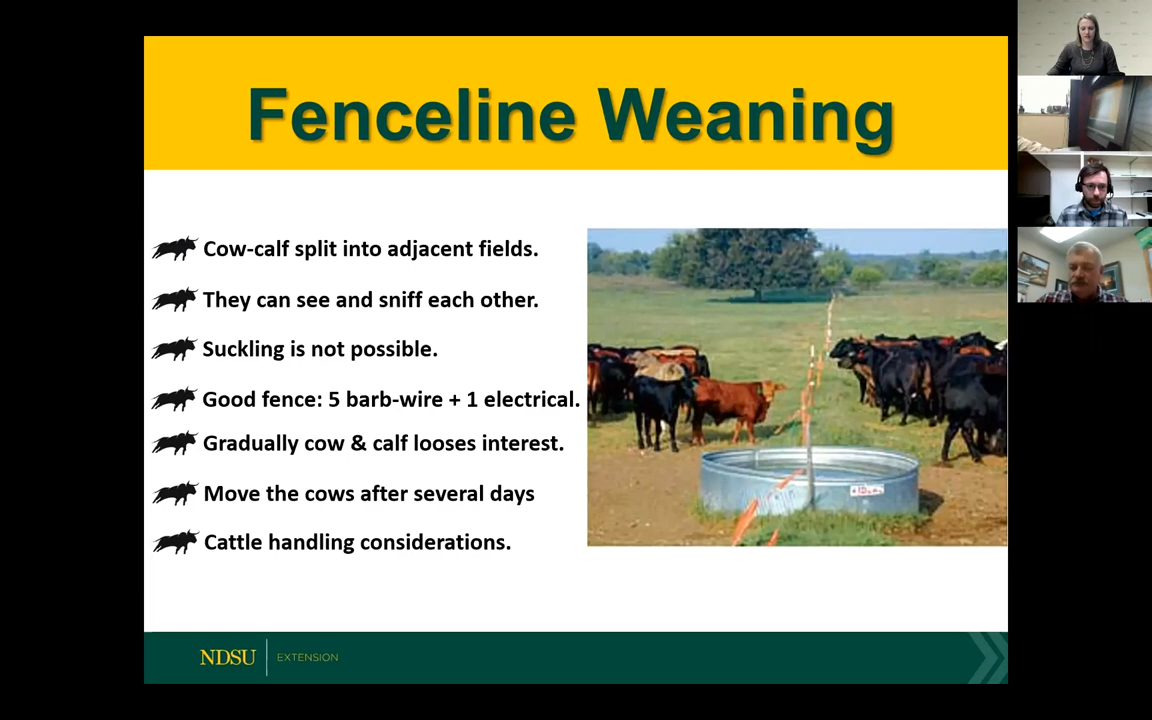 Fenceline Weaning
Cow-calf split into adjacent fields.
They can see and sniff each other.
Suckling is not possible.
Good fence: 5 barb-wire + 1 electrical.
Gradually cow & calf looses interest.
Move the cows after several days
Cattle handling considerations.
NDSU EXTENSION